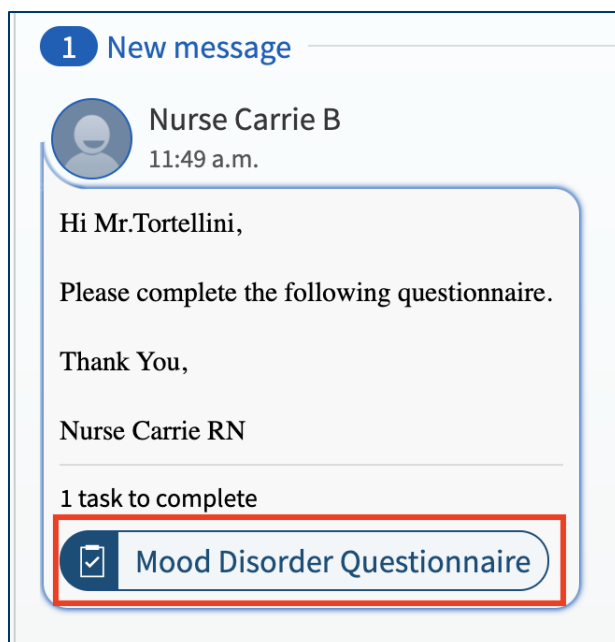 1 New message
Nurse Carrie B
11:49 a.m.
Hi Mr.Tortellini,
Please complete the following questionnaire.
Thank You,
Nurse Carrie RN
1 task to complete
Mood Disorder Questionnaire